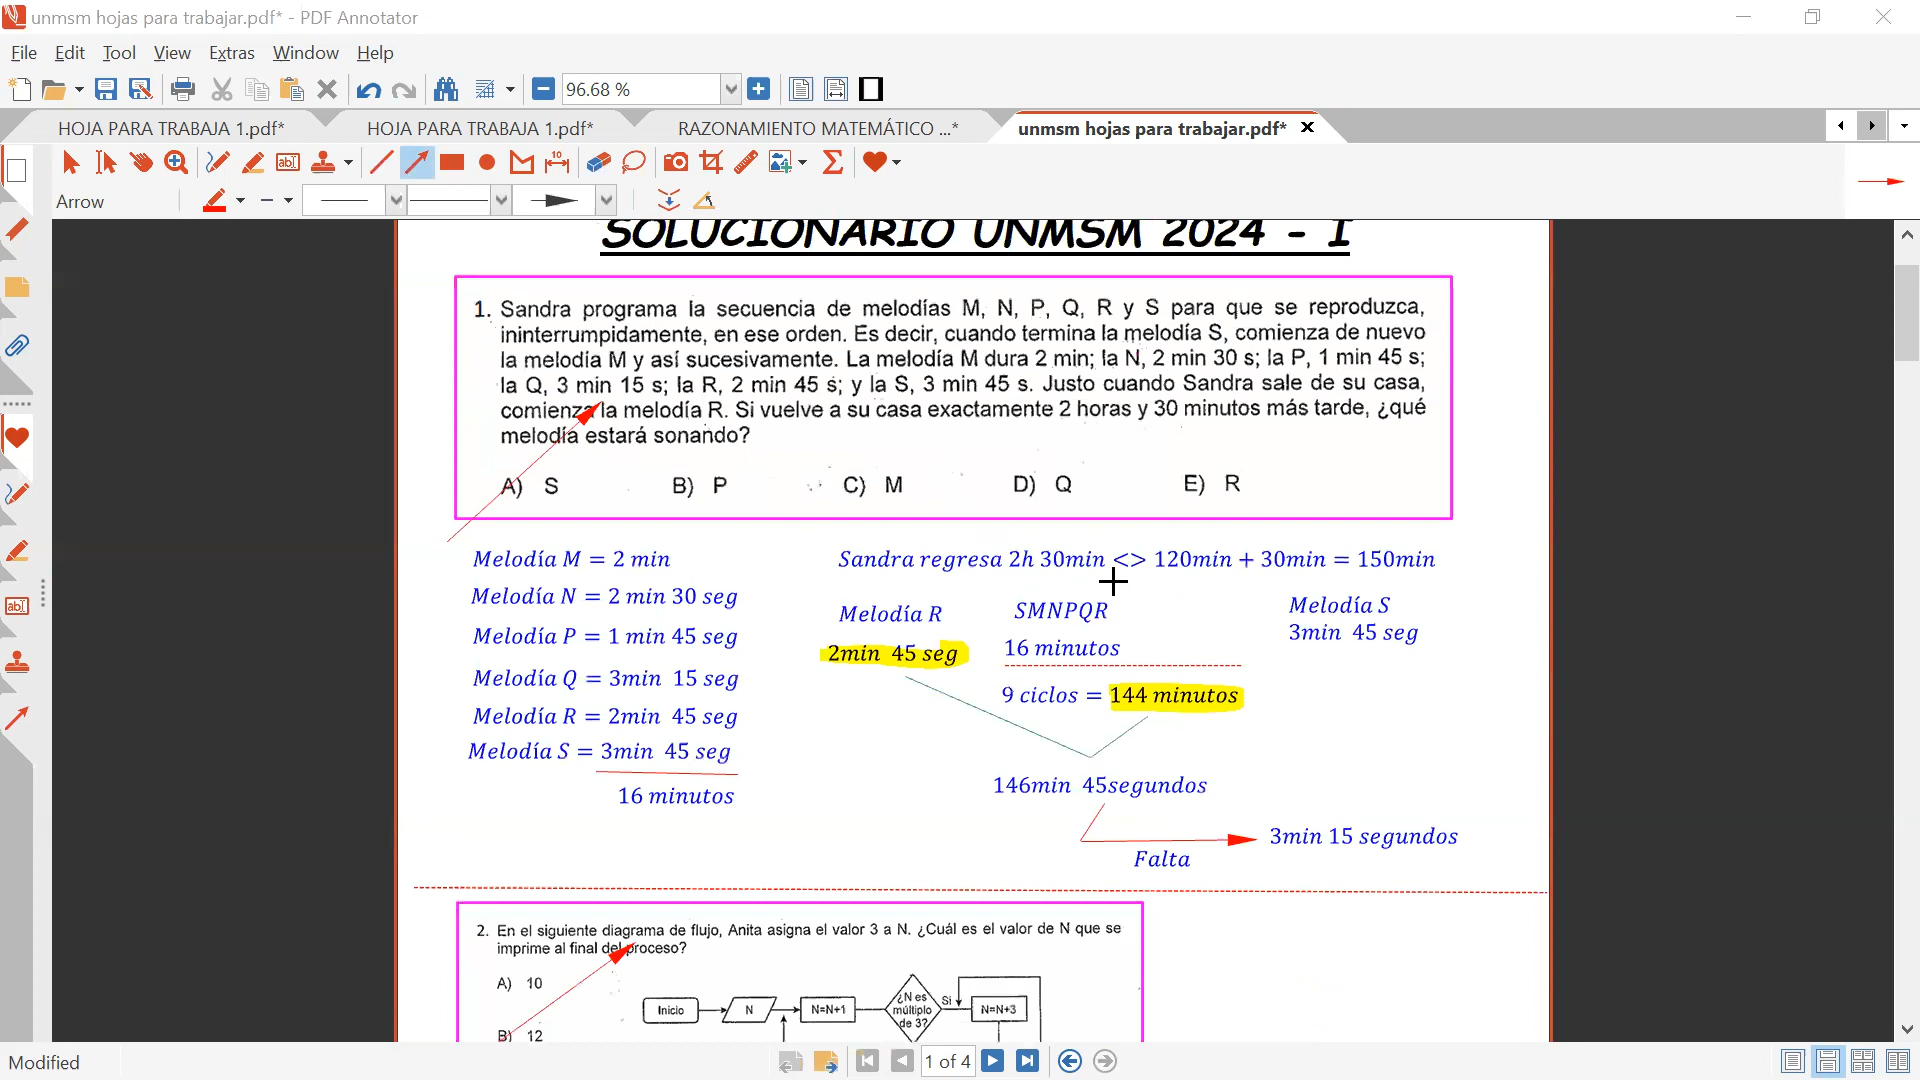 unmsm hojas para trabajar.pdf* - PDF Annotator
File Edit Tool View Extras Window Help
96.68 %
HOJA PARA TRABAJA 1.pdf*
HOJA PARA TRABAJA 1.pdf*
RAZONAMIENTO MATEMÁTICO ...*
unmsm hojas para trabajar.pdf*
Arrow
SOLUCIONARIO UNMSM 2024 - I
1. Sandra programa la secuencia de melodías M, N, P, Q, R y S para que se reproduzca,
ininterrumpidamente, en ese orden. Es decir, cuando termina la melodía S, comienza de nuevo
la melodía M y así sucesivamente. La melodía M dura 2 min; la N, 2 min 30 s; la P, 1 min 45 s;
la Q, 3 min 15 s; la R, 2 min 45 s; y la S, 3 min 45 s. Justo cuando Sandra sale de su casa,
comienza la melodía R. Si vuelve a su casa exactamente 2 horas y 30 minutos más tarde, ¿qué
melodía estará sonando?
A) S B) P C) M D) Q E) R
Melodía M = 2 min
Melodía N = 2 min 30 seg
Melodía P = 1 min 45 seg
Melodía Q = 3min 15 seg
Melodía R = 2min 45 seg
Melodía S = 3min 45 seg
16 minutos
Sandra regresa 2h 30min <> 120min + 30min = 150min
Melodía R
2min 45 seg
SMNPQR
16 minutos
9 ciclos = 144 minutos
Melodía S
3min 45 seg
146min 45segundos
3min 15 segundos
Falta
2. En el siguiente diagrama de flujo, Anita asigna el valor 3 a N. ¿Cuál es el valor de N que se
imprime al final del proceso?
A) 10
B) 12
Inicio
N
N=N+1
¿N es
múltiplo
de 3?
Si
N=N+3
Modified
1 of 4